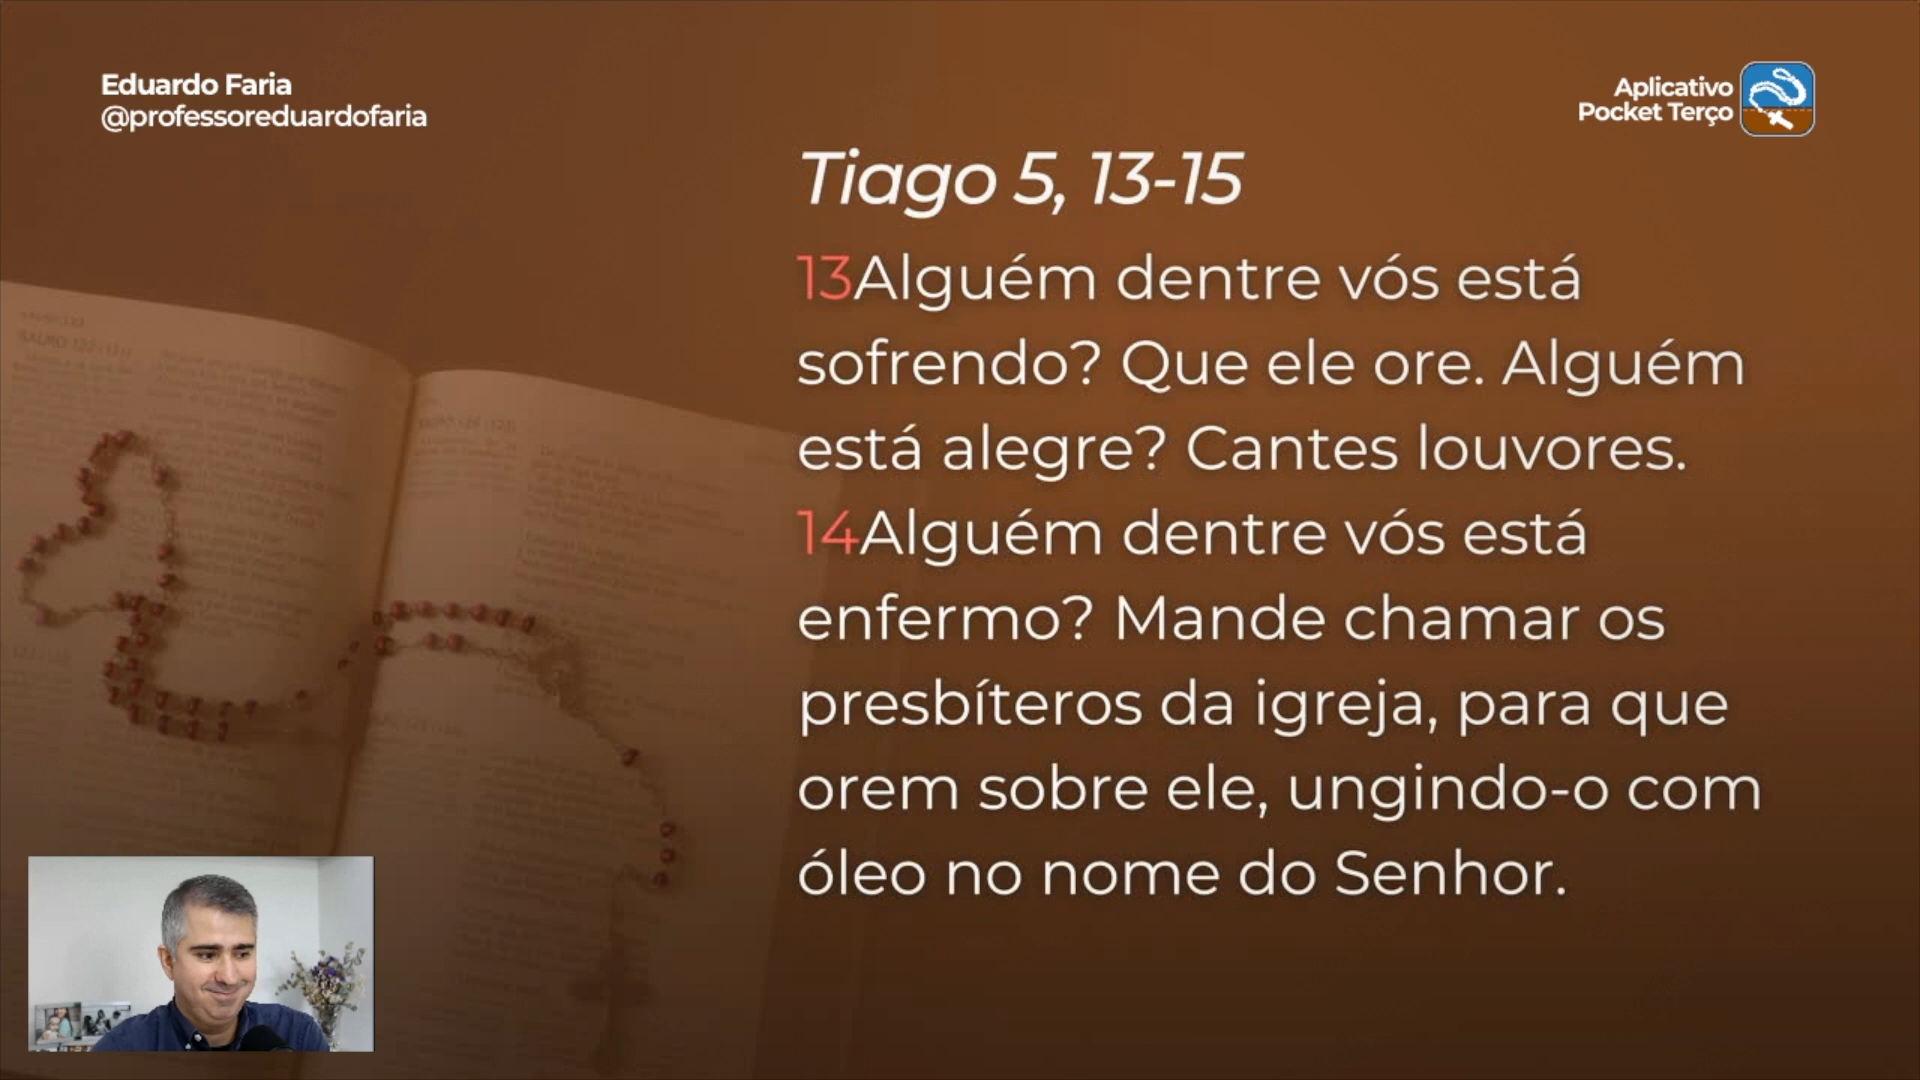 Eduardo Faria
@professoreduardofaria
Aplicativo
Pocket Terço
Tiago 5, 13-15
13Alguém dentre vós está
sofrendo? Que ele ore. Alguém
está alegre? Cantes louvores.
14Alguém dentre vós está
enfermo? Mande chamar os
presbíteros da igreja, para que
orem sobre ele, ungindo-o com
óleo no nome do Senhor.